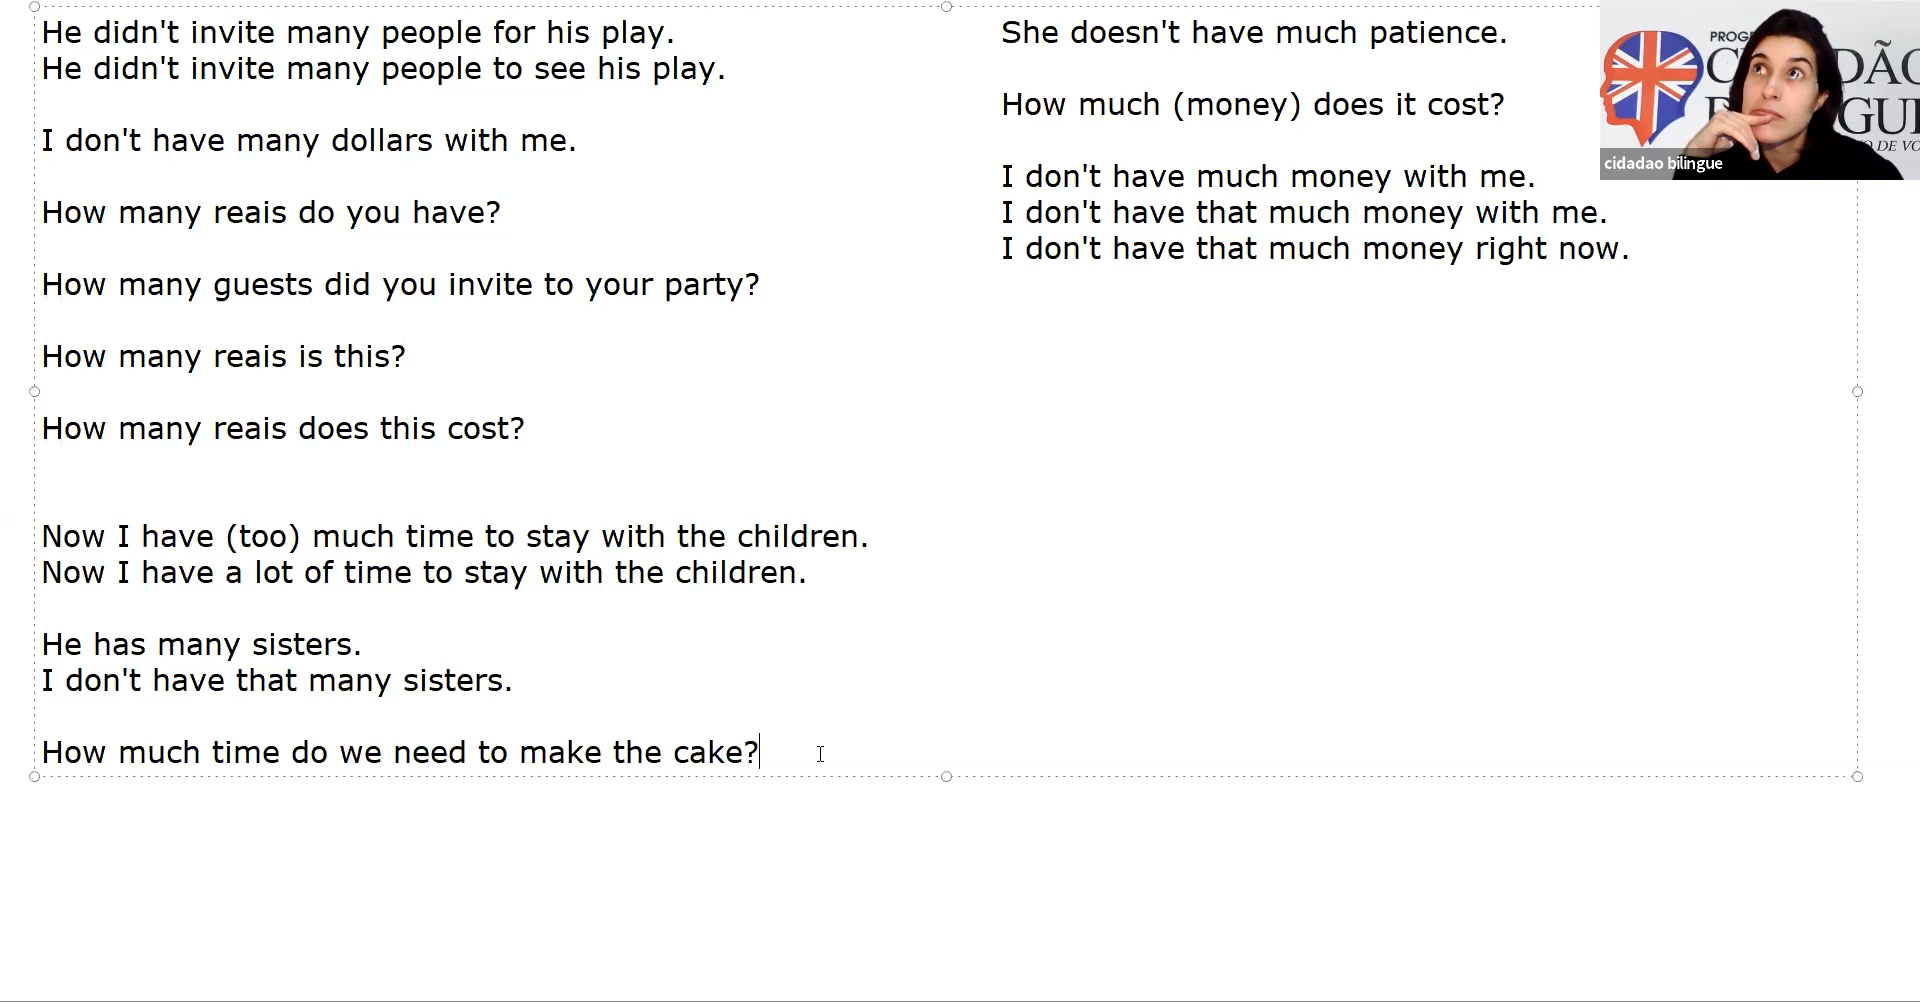 He didn't invite many people for his play.
He didn't invite many people to see his play.
I don't have many dollars with me.
How many reais do you have?
How many guests did you invite to your party?
How many reais is this?
How many reais does this cost?
Now I have (too) much time to stay with the children.
Now I have a lot of time to stay with the children.
He has many sisters.
I don't have that many sisters.
How much time do we need to make the cake?
She doesn't have much patience.
How much (money) does it cost?
I don't have much money with me.
I don't have that much money with me.
I don't have that much money right now.
cidadao bilingue